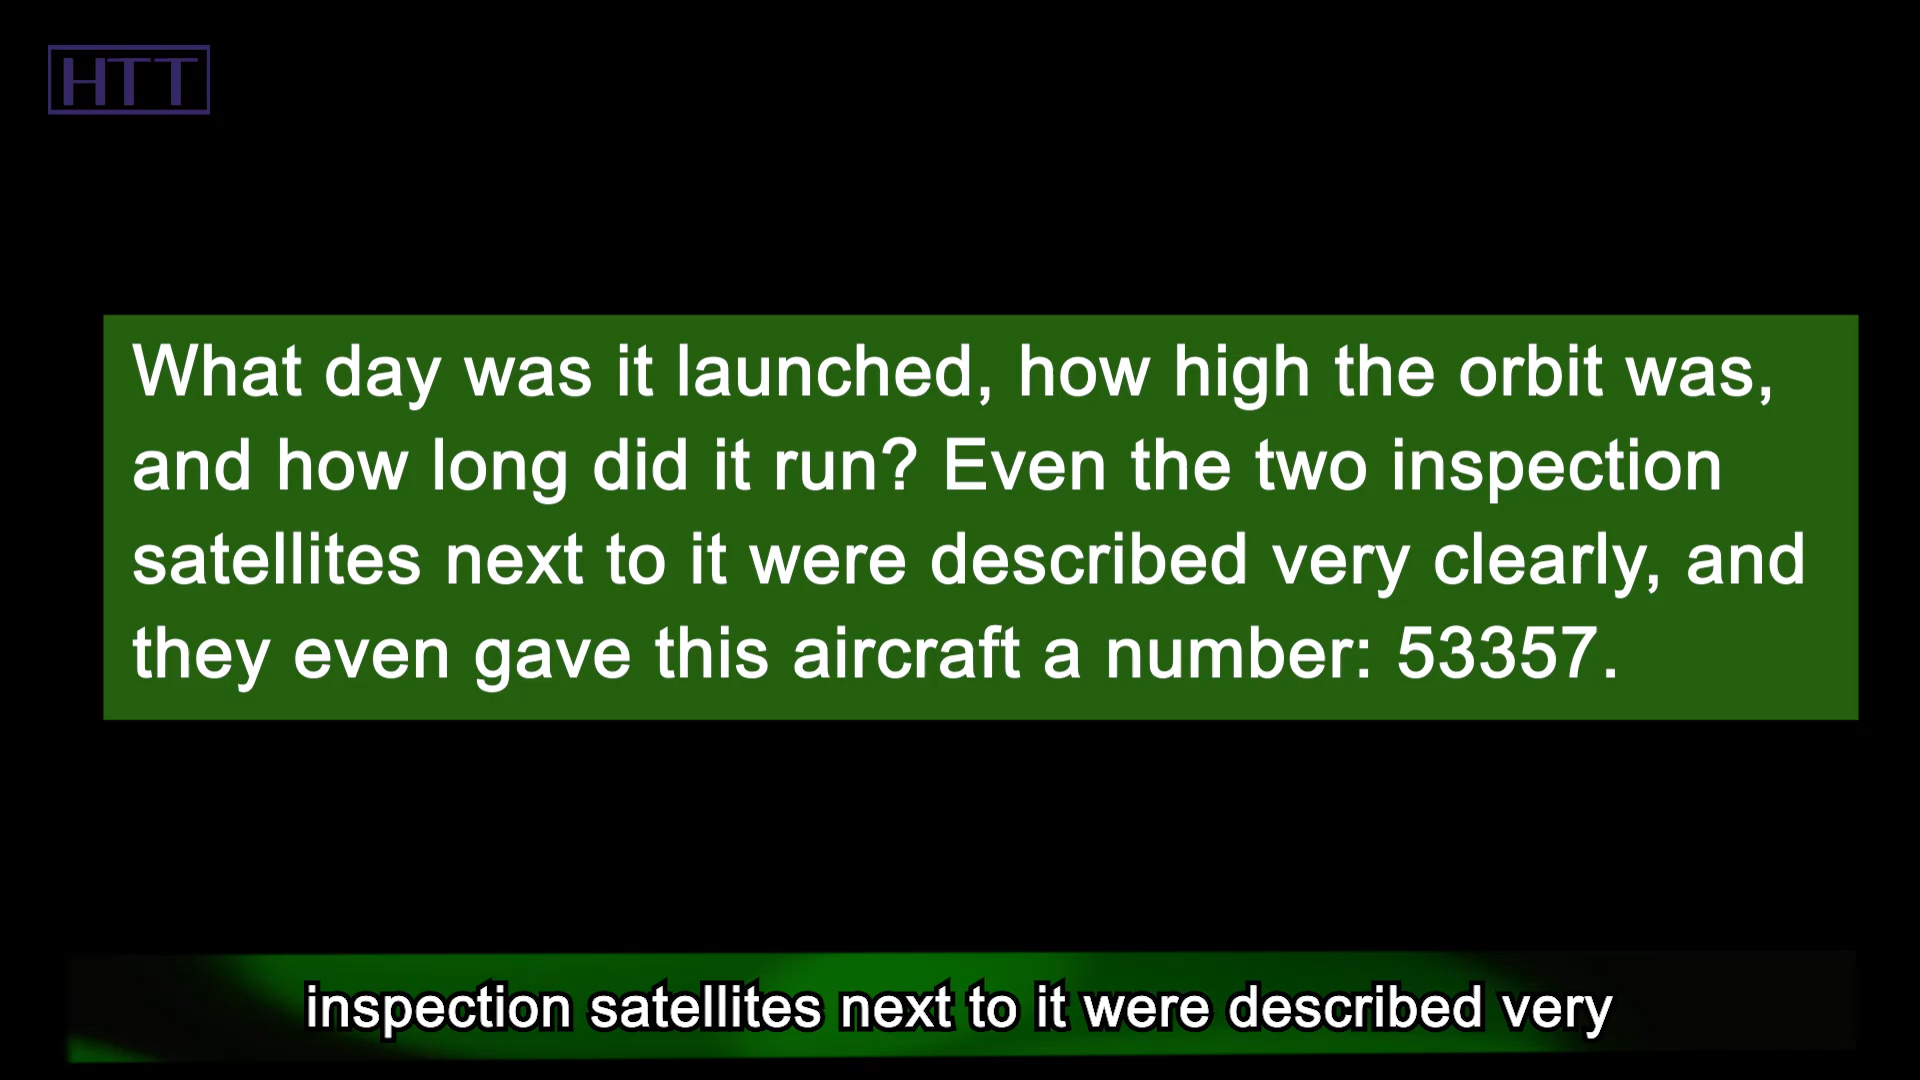 HTT
What day was it launched, how high the orbit was,
and how long did it run? Even the two inspection
satellites next to it were described very clearly, and
they even gave this aircraft a number: 53357.
inspection satellites next to it were described very